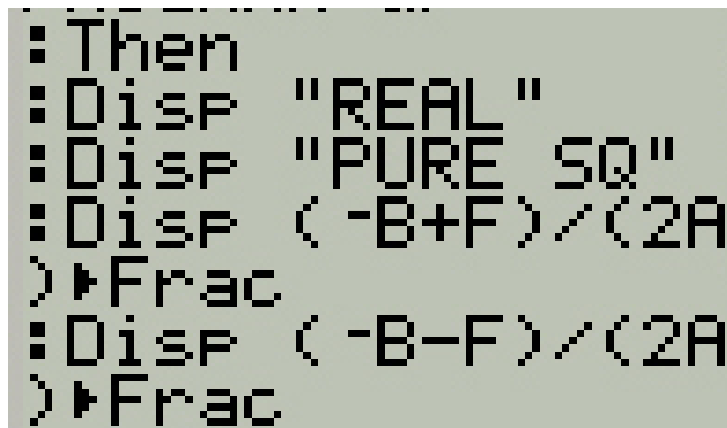 :Then
:Disp "REAL"
:Disp "PURE SQ"
:Disp (⁻B+F)/(2A
)►Frac
:Disp (⁻B−F)/(2A
)►Frac